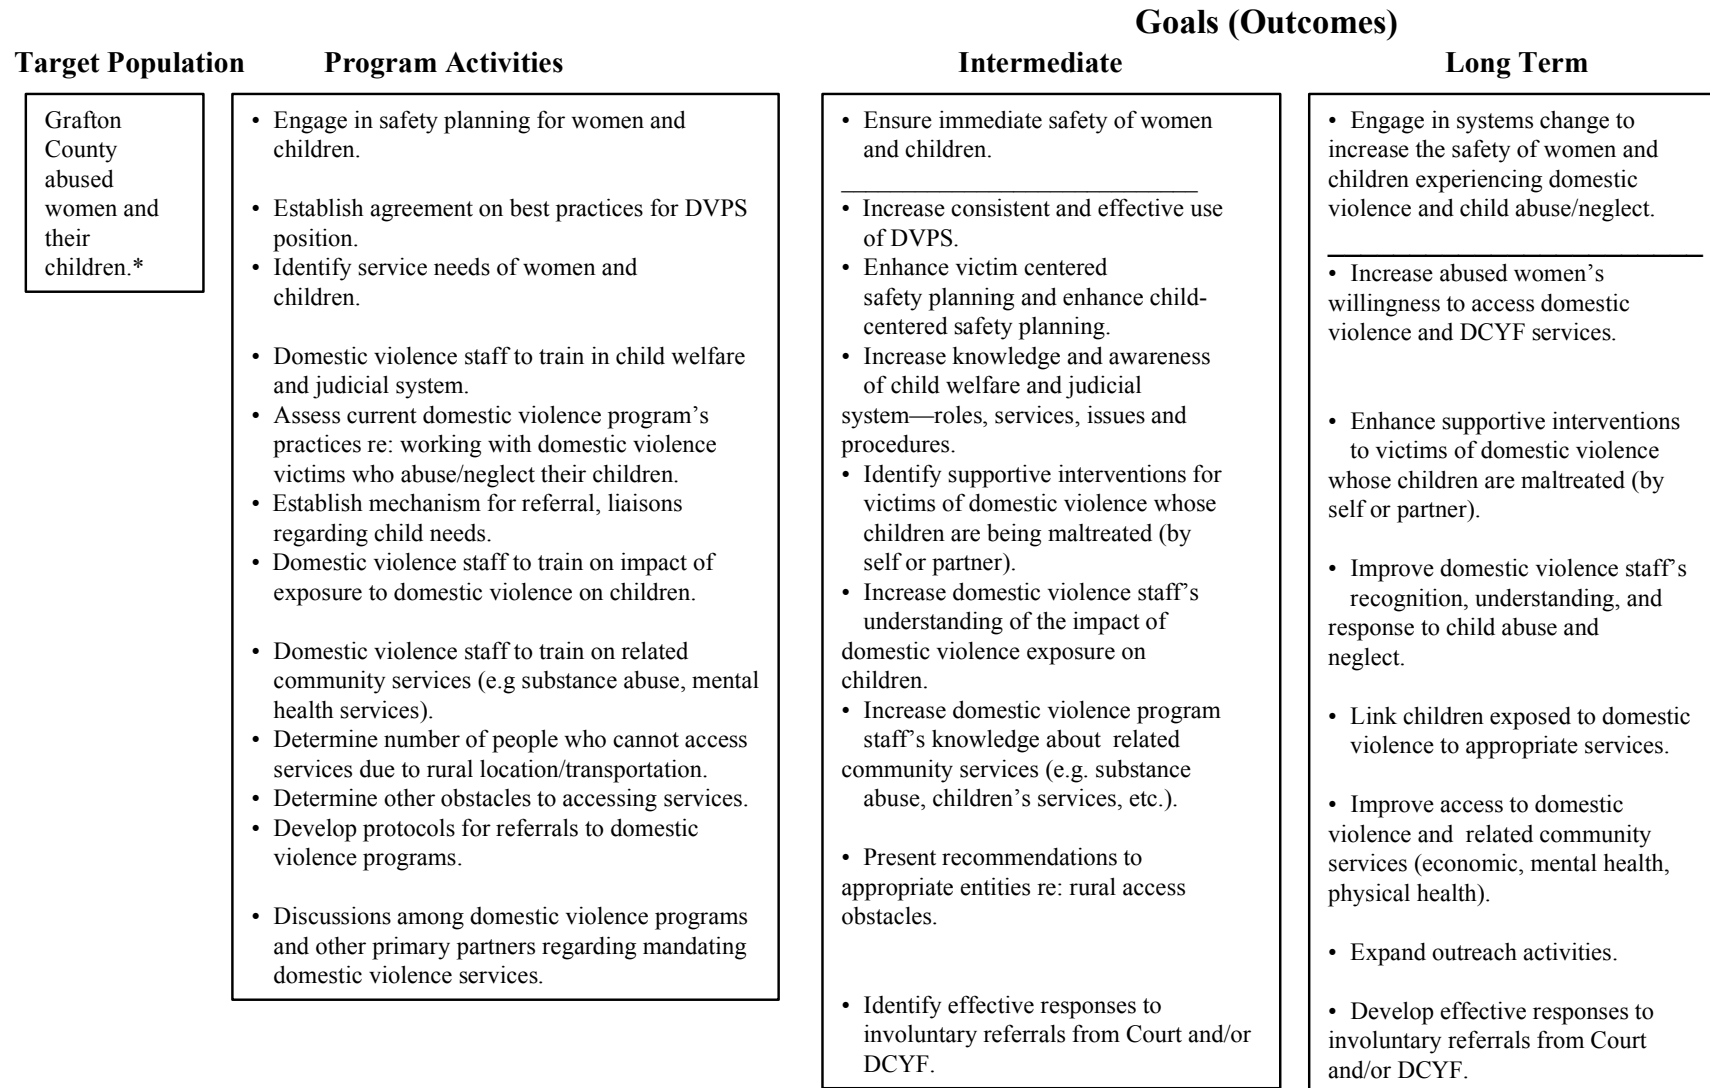 Goals (Outcomes)
Target Population
Program Activities
Intermediate
Long Term
Grafton
County
abused
women and
their
children.*
• Engage in safety planning for women and
children.
• Establish agreement on best practices for DVPS
position.
• Identify service needs of women and
children.
• Domestic violence staff to train in child welfare
and judicial system.
• Assess current domestic violence program’s
practices re: working with domestic violence
victims who abuse/neglect their children.
• Establish mechanism for referral, liaisons
regarding child needs.
• Domestic violence staff to train on impact of
exposure to domestic violence on children.
• Domestic violence staff to train on related
community services (e.g substance abuse, mental
health services).
• Determine number of people who cannot access
services due to rural location/transportation.
• Determine other obstacles to accessing services.
• Develop protocols for referrals to domestic
violence programs.
• Discussions among domestic violence programs
and other primary partners regarding mandating
domestic violence services.
• Ensure immediate safety of women
and children.
• Increase consistent and effective use
of DVPS.
• Enhance victim centered
safety planning and enhance child-
centered safety planning.
• Increase knowledge and awareness
of child welfare and judicial
system—roles, services, issues and
procedures.
• Identify supportive interventions for
victims of domestic violence whose
children are being maltreated (by
self or partner).
• Increase domestic violence staff’s
understanding of the impact of
domestic violence exposure on
children.
• Increase domestic violence program
staff’s knowledge about related
community services (e.g. substance
abuse, children’s services, etc.).
• Present recommendations to
appropriate entities re: rural access
obstacles.
• Identify effective responses to
involuntary referrals from Court and/or
DCYF.
• Engage in systems change to
increase the safety of women and
children experiencing domestic
violence and child abuse/neglect.
• Increase abused women’s
willingness to access domestic
violence and DCYF services.
• Enhance supportive interventions
to victims of domestic violence
whose children are maltreated (by
self or partner).
• Improve domestic violence staff’s
recognition, understanding, and
response to child abuse and
neglect.
• Link children exposed to domestic
violence to appropriate services.
• Improve access to domestic
violence and related community
services (economic, mental health,
physical health).
• Expand outreach activities.
• Develop effective responses to
involuntary referrals from Court
and/or DCYF.